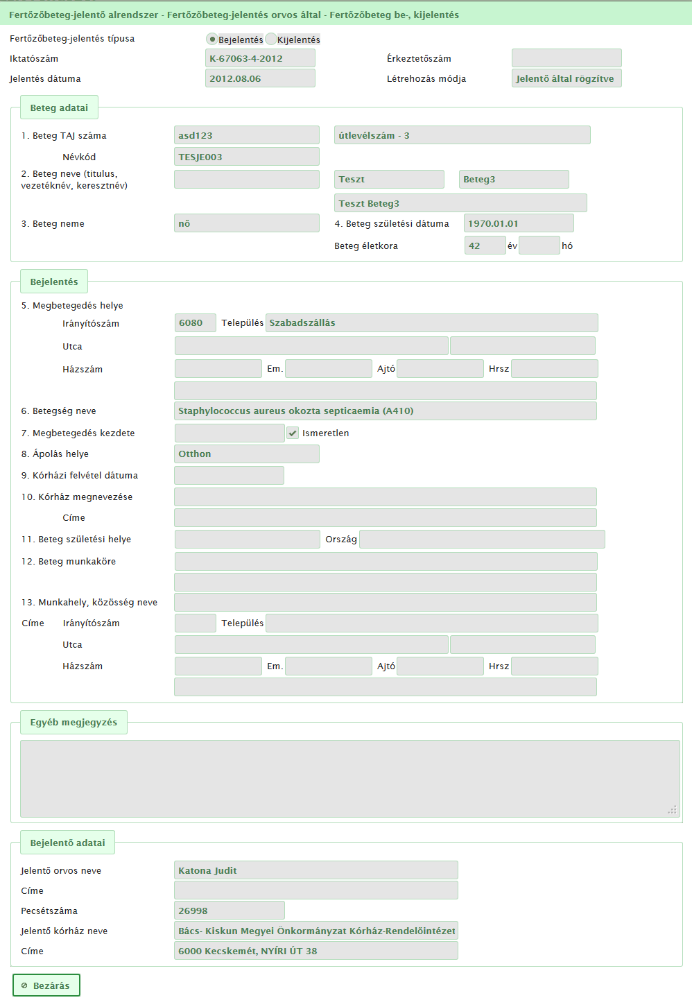 Fertőzőbeteg-jelentő alrendszer - Fertőzőbeteg-jelentés orvos által - Fertőzőbeteg be-, kijelentés
Fertőzőbeteg-jelentés típusa Bejelentés Kijelentés
Iktatószám K-67063-4-2012 Érkeztetőszám
Jelentés dátuma 2012.08.06 Létrehozás módja Jelentő által rögzítve
Beteg adatai
1. Beteg TAJ száma asd123 útlevélszám - 3
Névkód TESJE003
2. Beteg neve (titulus, vezetéknév, keresztnév) Teszt Beteg3
Teszt Beteg3
3. Beteg neme nő 4. Beteg születési dátuma 1970.01.01
Beteg életkora 42 év hó
Bejelentés
5. Megbetegedés helye
Irányítószám 6080 Település Szabadszállás
Utca
Házszám Em. Ajtó Hrsz
6. Betegség neve Staphylococcus aureus okozta septicaemia (A410)
7. Megbetegedés kezdete Ismeretlen
8. Ápolás helye Otthon
9. Kórházi felvétel dátuma
10. Kórház megnevezése
Címe
11. Beteg születési helye Ország
12. Beteg munkaköre
13. Munkahely, közösség neve
Címe Irányítószám Település
Utca
Házszám Em. Ajtó Hrsz
Egyéb megjegyzés
Bejelentő adatai
Jelentő orvos neve Katona Judit
Címe
Pecsétszáma 26998
Jelentő kórház neve Bács- Kiskun Megyei Önkormányzat Kórház-Rendelőintézet
Címe 6000 Kecskemét, NYÍRI ÚT 38
Bezárás